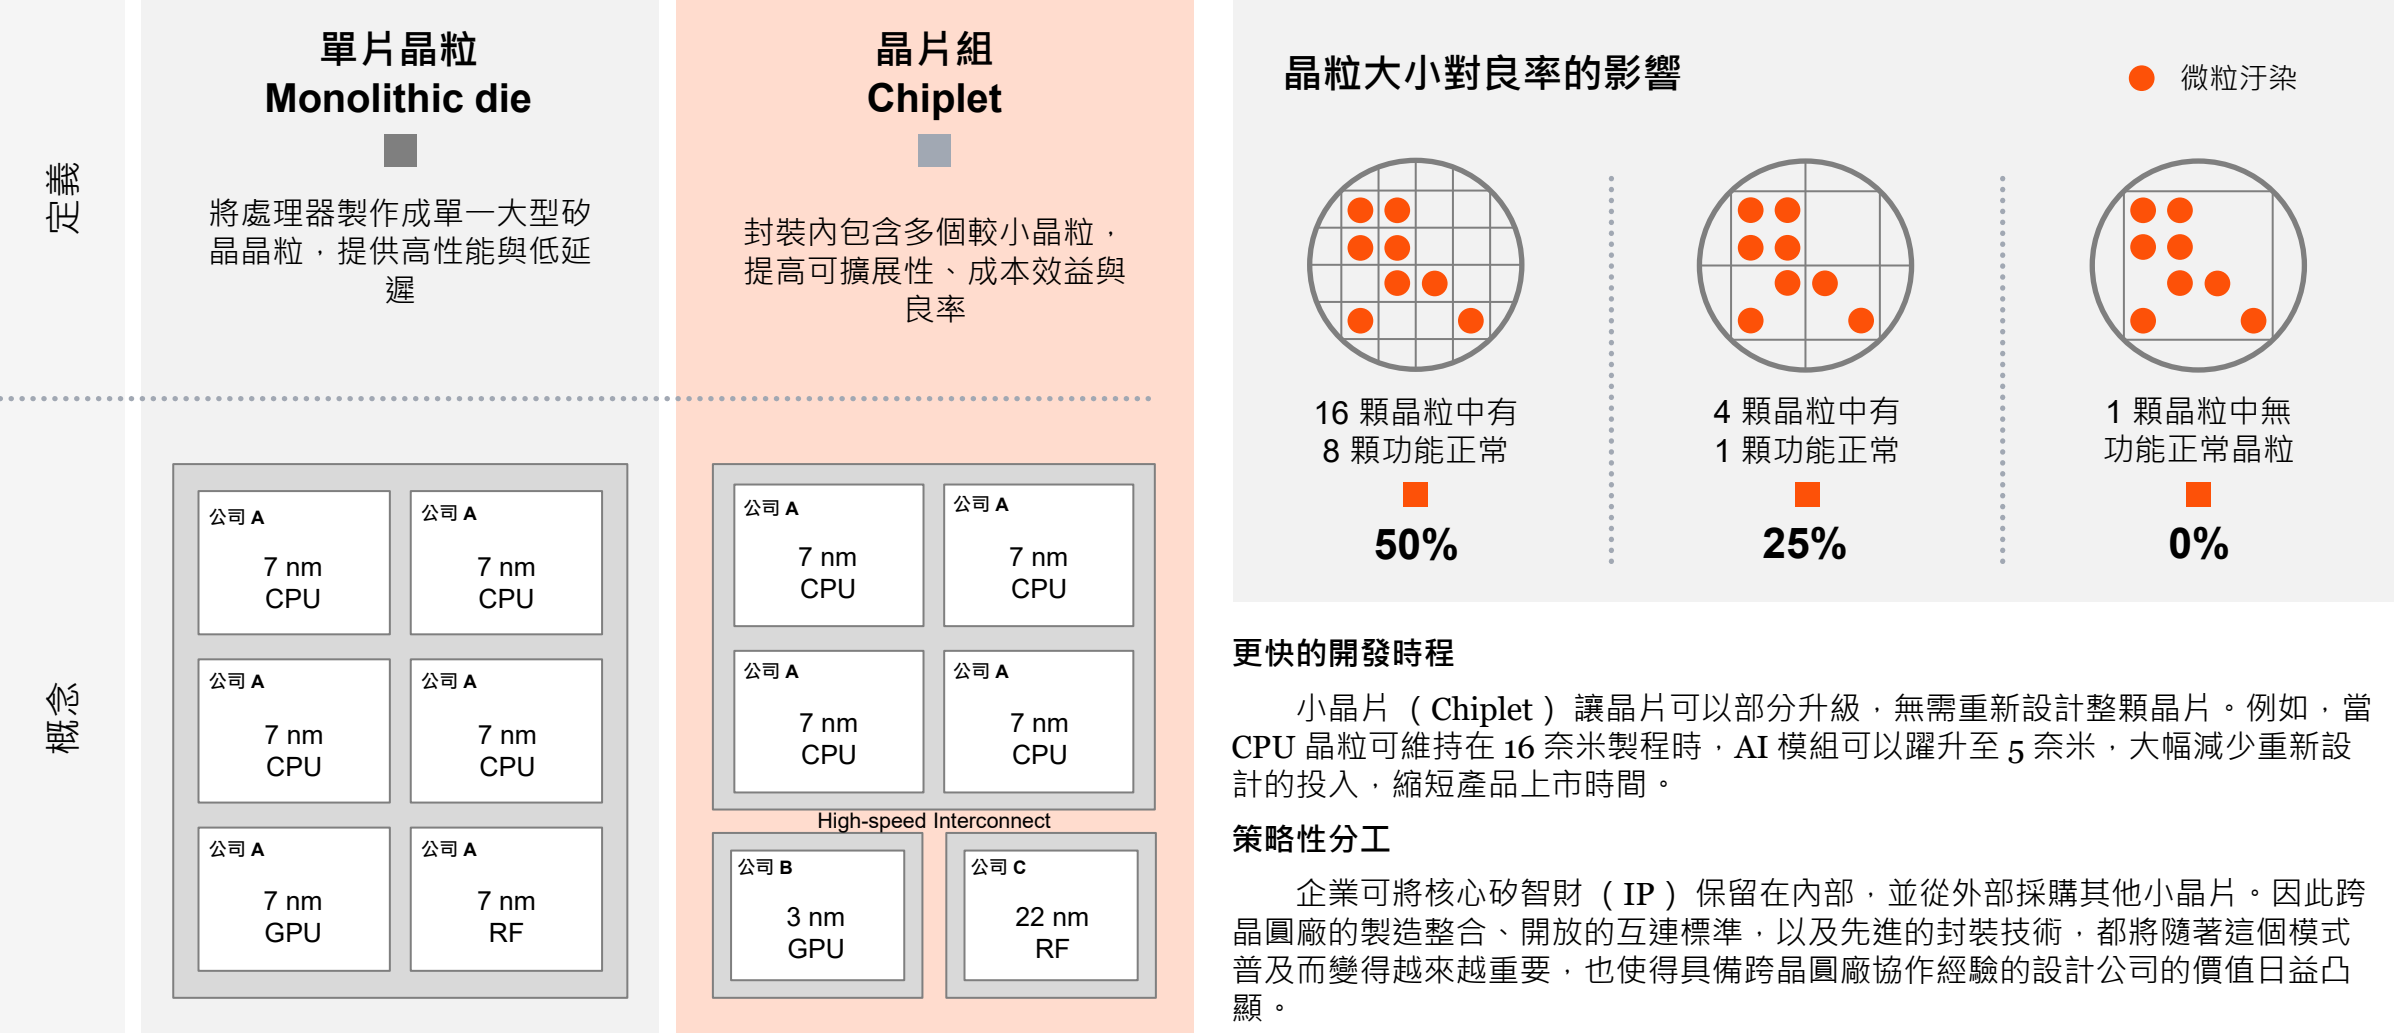 定義
單片晶粒
Monolithic die
將處理器製作成單一大型矽
晶晶粒，提供高性能與低延
遲
晶片組
Chiplet
封裝內包含多個較小晶粒，
提高可擴展性、成本效益與
良率
概念
公司 A
7 nm
CPU
公司 A
7 nm
CPU
公司 A
7 nm
CPU
公司 A
7 nm
CPU
公司 A
7 nm
GPU
公司 A
7 nm
RF
公司 A
7 nm
CPU
公司 A
7 nm
CPU
公司 A
7 nm
CPU
公司 A
7 nm
CPU
High-speed Interconnect
公司 B
3 nm
GPU
公司 C
22 nm
RF
晶粒大小對良率的影響
微粒汙染
16 顆晶粒中有
8 顆功能正常
50%
4 顆晶粒中有
1 顆功能正常
25%
1 顆晶粒中無
功能正常晶粒
0%
更快的開發時程
小晶片（Chiplet）讓晶片可以部分升級，無需重新設計整顆晶片。例如，當
CPU 晶粒可維持在 16 奈米製程時，AI 模組可以躍升至 5 奈米，大幅減少重新設
計的投入，縮短產品上市時間。
策略性分工
企業可將核心矽智財（IP）保留在內部，並從外部採購其他小晶片。因此跨
晶圓廠的製造整合、開放的互連標準，以及先進的封裝技術，都將隨著這個模式
普及而變得越來越重要，也使得具備跨晶圓廠協作經驗的設計公司的價值日益凸
顯。